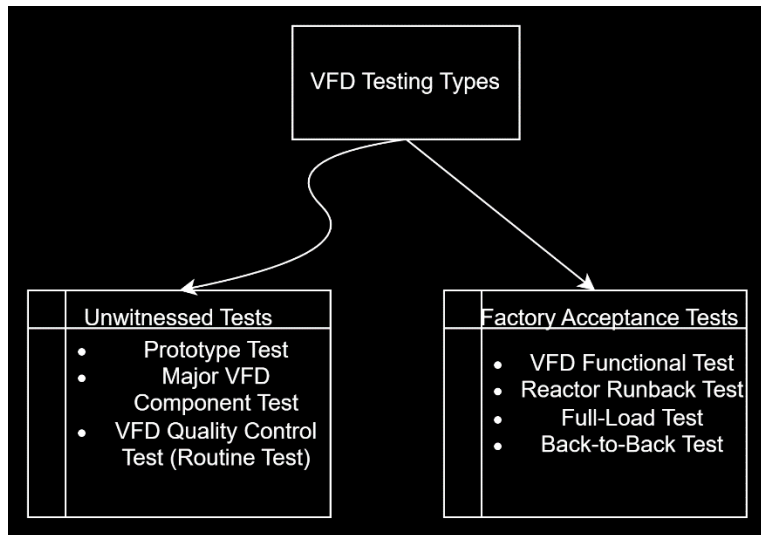 VFD Testing Types
Unwitnessed Tests
• Prototype Test
• Major VFD
Component Test
• VFD Quality Control
Test (Routine Test)
Factory Acceptance Tests
• VFD Functional Test
• Reactor Runback Test
• Full-Load Test
• Back-to-Back Test